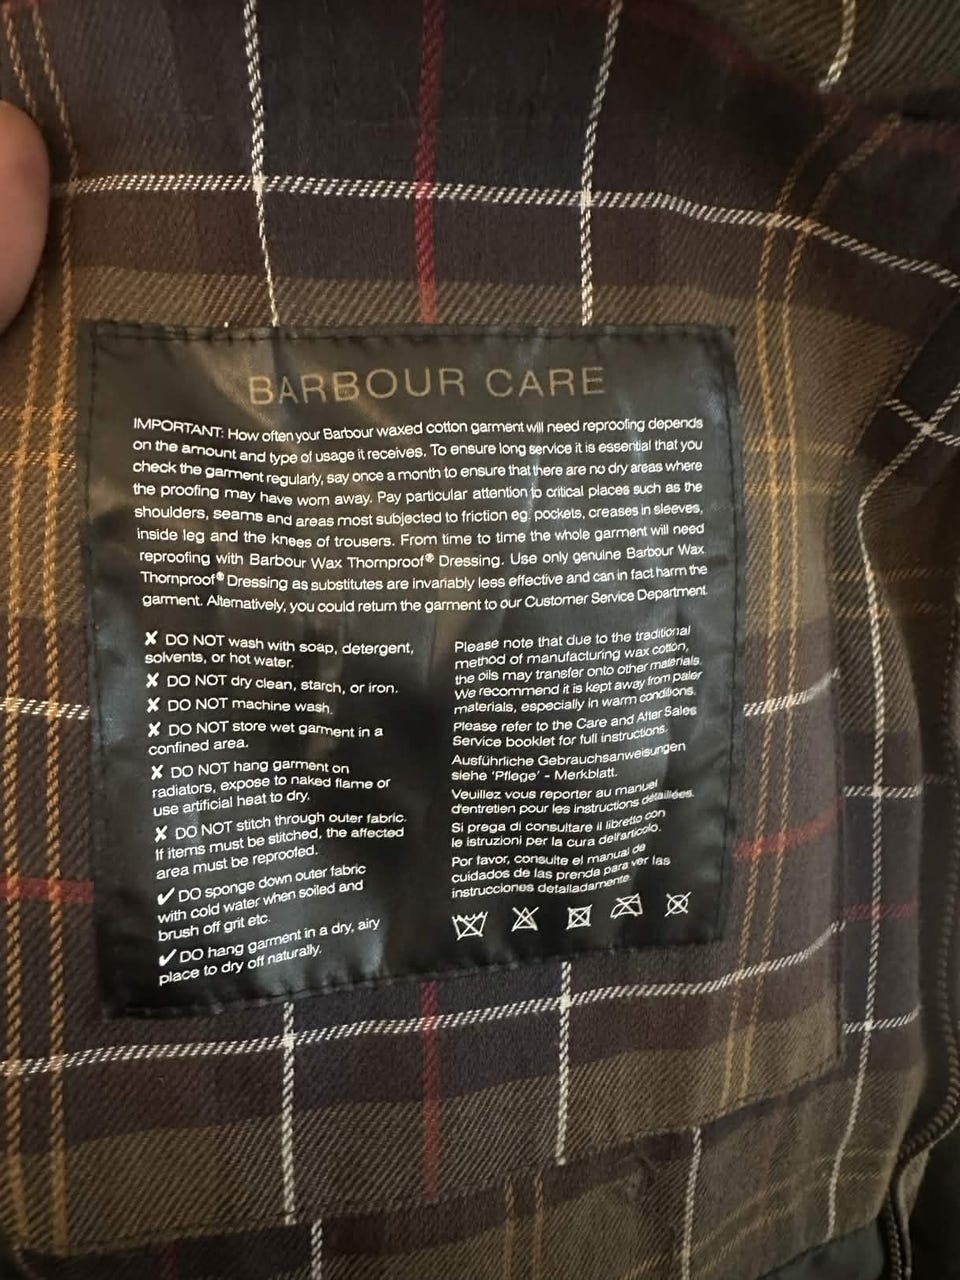 BARBOUR CARE
IMPORTANT: How often your Barbour waxed cotton garment will need reproofing depends
on the amount and type of usage it receives. To ensure long service it is essential that you
check the garment regularly, say once a month to ensure that there are no dry areas where
the proofing may have worn away. Pay particular attention to critical places such as the
shoulders, seams and areas most subjected to friction eg. pockets, creases in sleeves,
inside leg and the knees of trousers. From time to time the whole garment will need
reproofing with Barbour Wax Thornproof® Dressing. Use only genuine Barbour Wax
Thornproof® Dressing as substitutes are invariably less effective and can in fact harm the
garment. Alternatively, you could return the garment to our Customer Service Department.
✘ DO NOT wash with soap, detergent,
solvents, or hot water.
✘ DO NOT dry clean, starch, or iron.
✘ DO NOT machine wash.
✘ DO NOT store wet garment in a
confined area.
✘ DO NOT hang garment on
radiators, expose to naked flame or
use artificial heat to dry.
✘ DO NOT stitch through outer fabric.
If items must be stitched, the affected
area must be reproofed.
✔ DO sponge down outer fabric
with cold water when soiled and
brush off grit etc.
✔ DO hang garment in a dry, airy
place to dry off naturally.
Please note that due to the traditional
method of manufacturing wax cotton,
the oils may transfer onto other materials.
We recommend it is kept away from paler
materials, especially in warm conditions.
Please refer to the Care and After Sales
Service booklet for full instructions.
Ausführliche Gebrauchsanweisungen
siehe 'Pflege' - Merkblatt.
Veuillez vous reporter au manuel
d'entretien pour les instructions détaillées.
Si prega di consultare il libretto con
le istruzioni per la cura dell'articolo.
Por favor, consulte el manual de
cuidados de las prenda para ver las
instrucciones detalladamente.